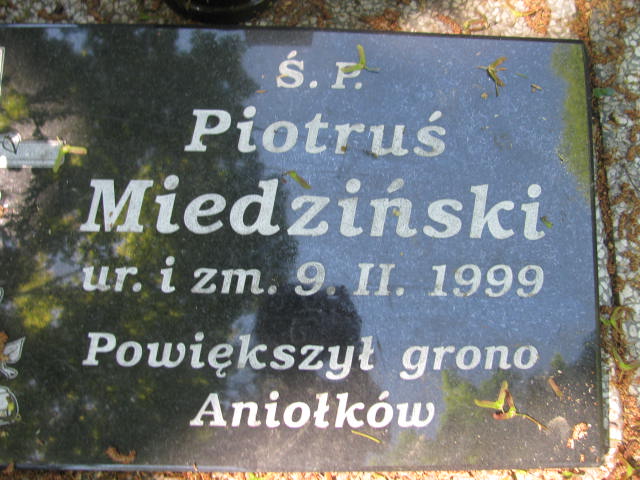 Ś. P.
Piotruś
Miedziński
ur. i zm. 9. II. 1999
Powiększył grono
Aniołków